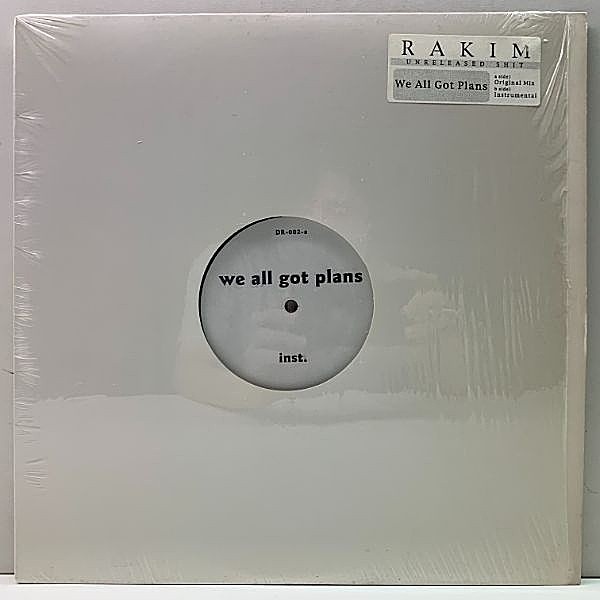 RAKIM
UNRELEASED SHIT
We All Got Plans
a side:
Original Mix
b side:
Instrumental
DR-002-a
we all got plans
inst.